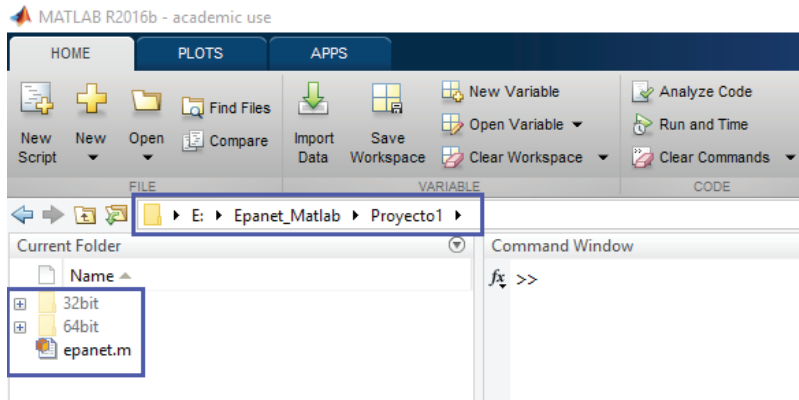 MATLAB R2016b - academic use
HOME PLOTS APPS
New Script
New
Open
Find Files
Compare
Import Data
Save Workspace
New Variable
Open Variable
Clear Workspace
Analyze Code
Run and Time
Clear Commands
FILE VARIABLE CODE
E: Epanet_Matlab Proyecto1
Current Folder
Name
32bit
64bit
epanet.m
Command Window
fx >>